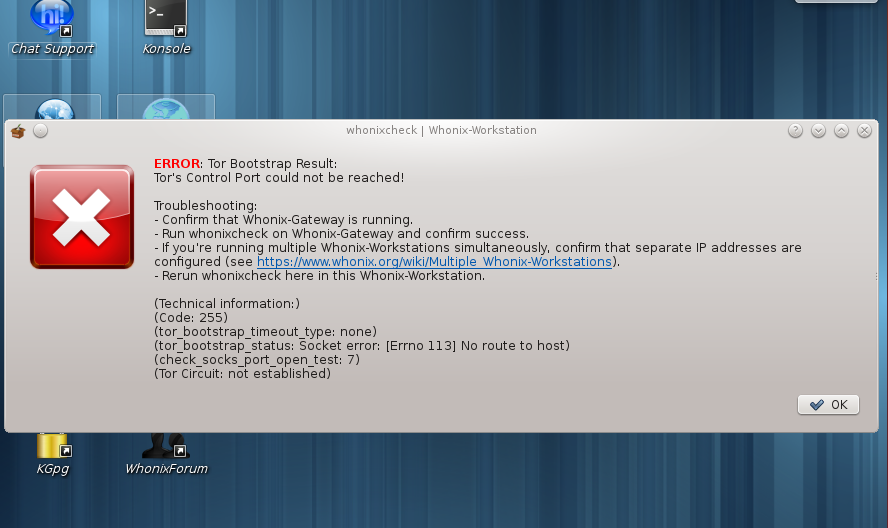 hi!
>_
Chat Support
Konsole
whonixcheck | Whonix-Workstation
?
ERROR: Tor Bootstrap Result:
Tor's Control Port could not be reached!
Troubleshooting:
- Confirm that Whonix-Gateway is running.
- Run whonixcheck on Whonix-Gateway and confirm success.
- If you're running multiple Whonix-Workstations simultaneously, confirm that separate IP addresses are
configured (see https://www.whonix.org/wiki/Multiple_Whonix-Workstations).
- Rerun whonixcheck here in this Whonix-Workstation.
(Technical information:)
(Code: 255)
(tor_bootstrap_timeout_type: none)
(tor_bootstrap_status: Socket error: [Errno 113] No route to host)
(check_socks_port_open_test: 7)
(Tor Circuit: not established)
OK
KGpg
WhonixForum